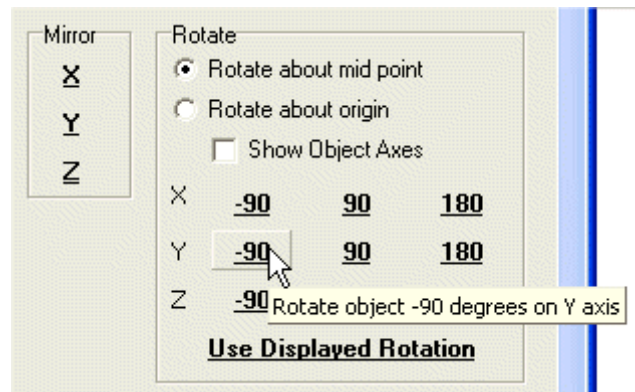 Mirror
X
Y
Z
Rotate
Rotate about mid point
Rotate about origin
Show Object Axes
X -90 90 180
Y -90 90 180
Z -90
Rotate object -90 degrees on Y axis
Use Displayed Rotation